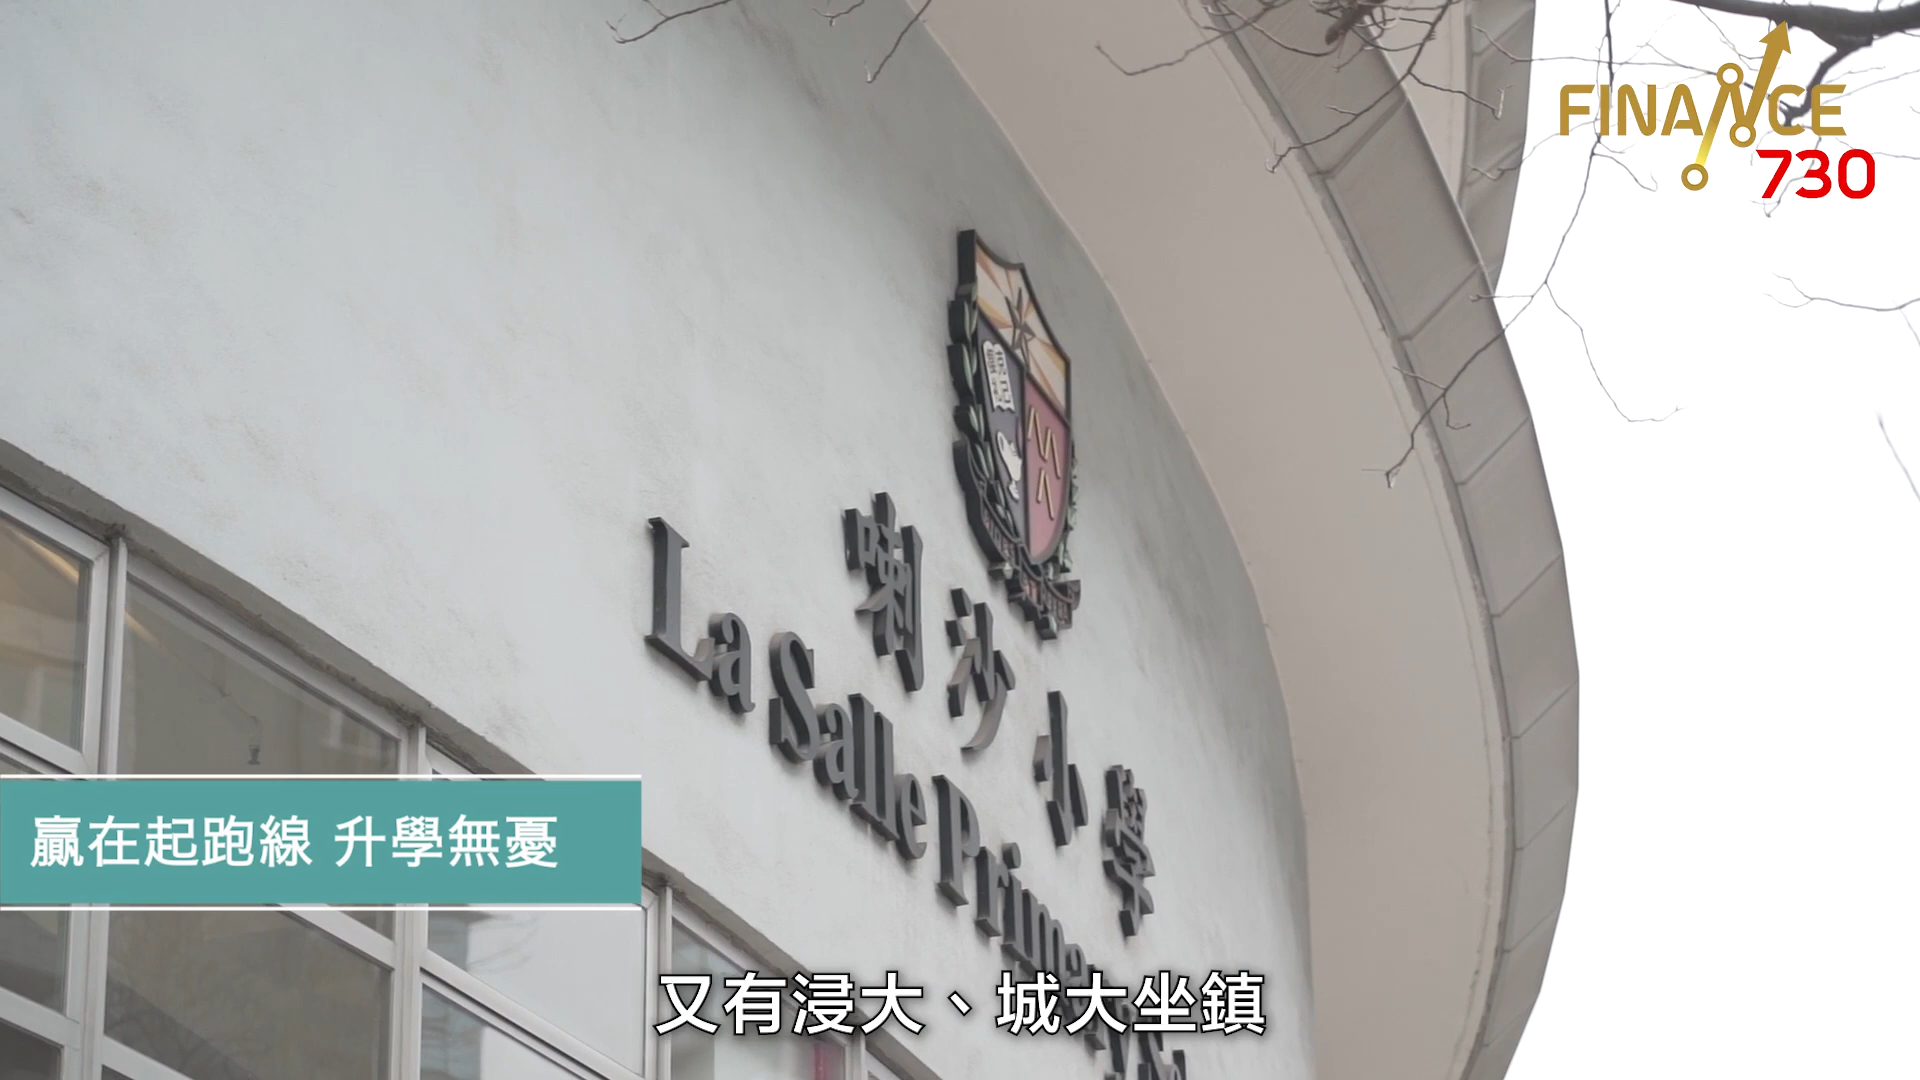 FINANCE
730
喇沙小學
La Salle Primary
贏在起跑線 升學無憂
又有浸大、城大坐鎮